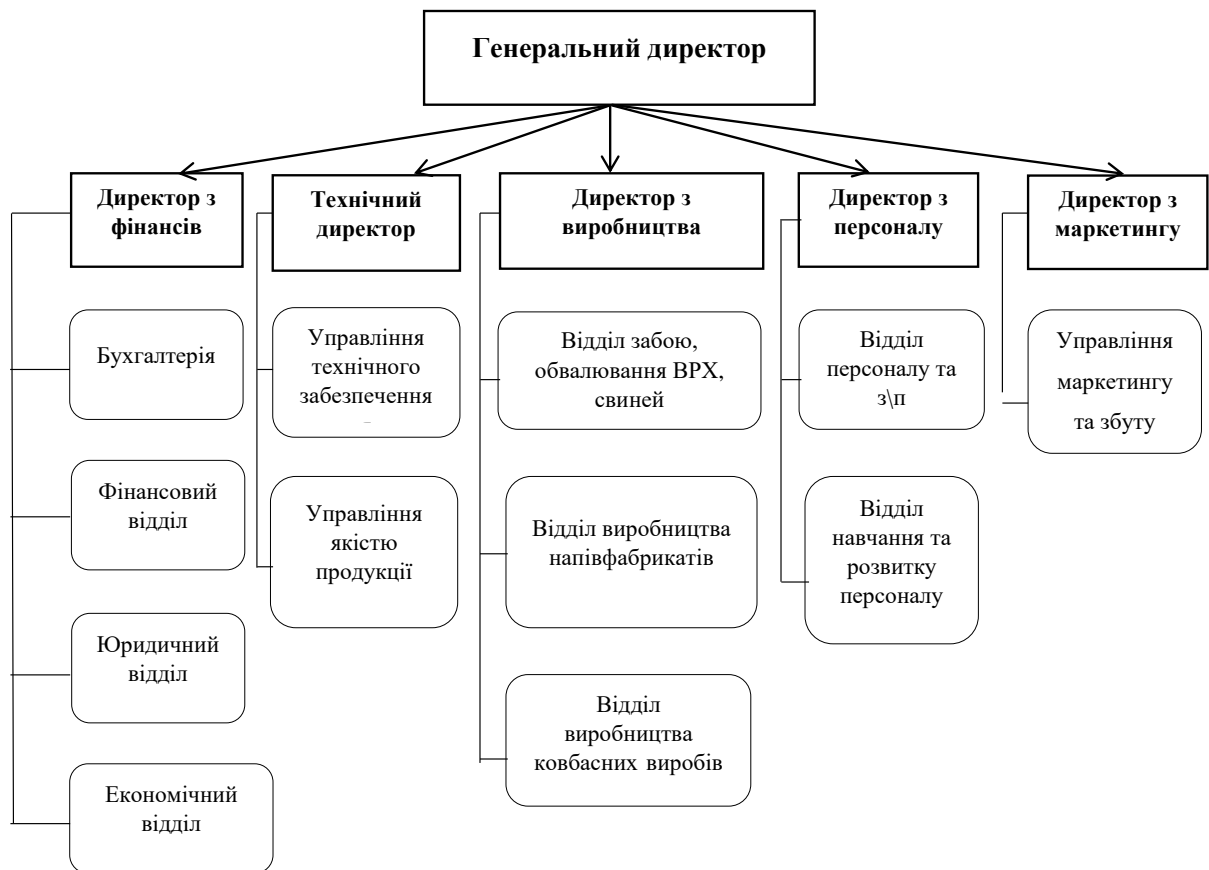 Генеральний директор
Директор з
фінансів
Технічний
директор
Директор з
виробництва
Директор з
персоналу
Директор з
маркетингу
Бухгалтерія
Управління
технічного
забезпечення
Відділ забою,
обвалювання ВРХ,
свиней
Відділ
персоналу та
з\п
Управління
маркетингу
та збуту
Фінансовий
відділ
Управління
якістю
продукції
Відділ виробництва
напівфабрикатів
Відділ
навчання та
розвитку
персоналу
Юридичний
відділ
Відділ
виробництва
ковбасних виробів
Економічний
відділ